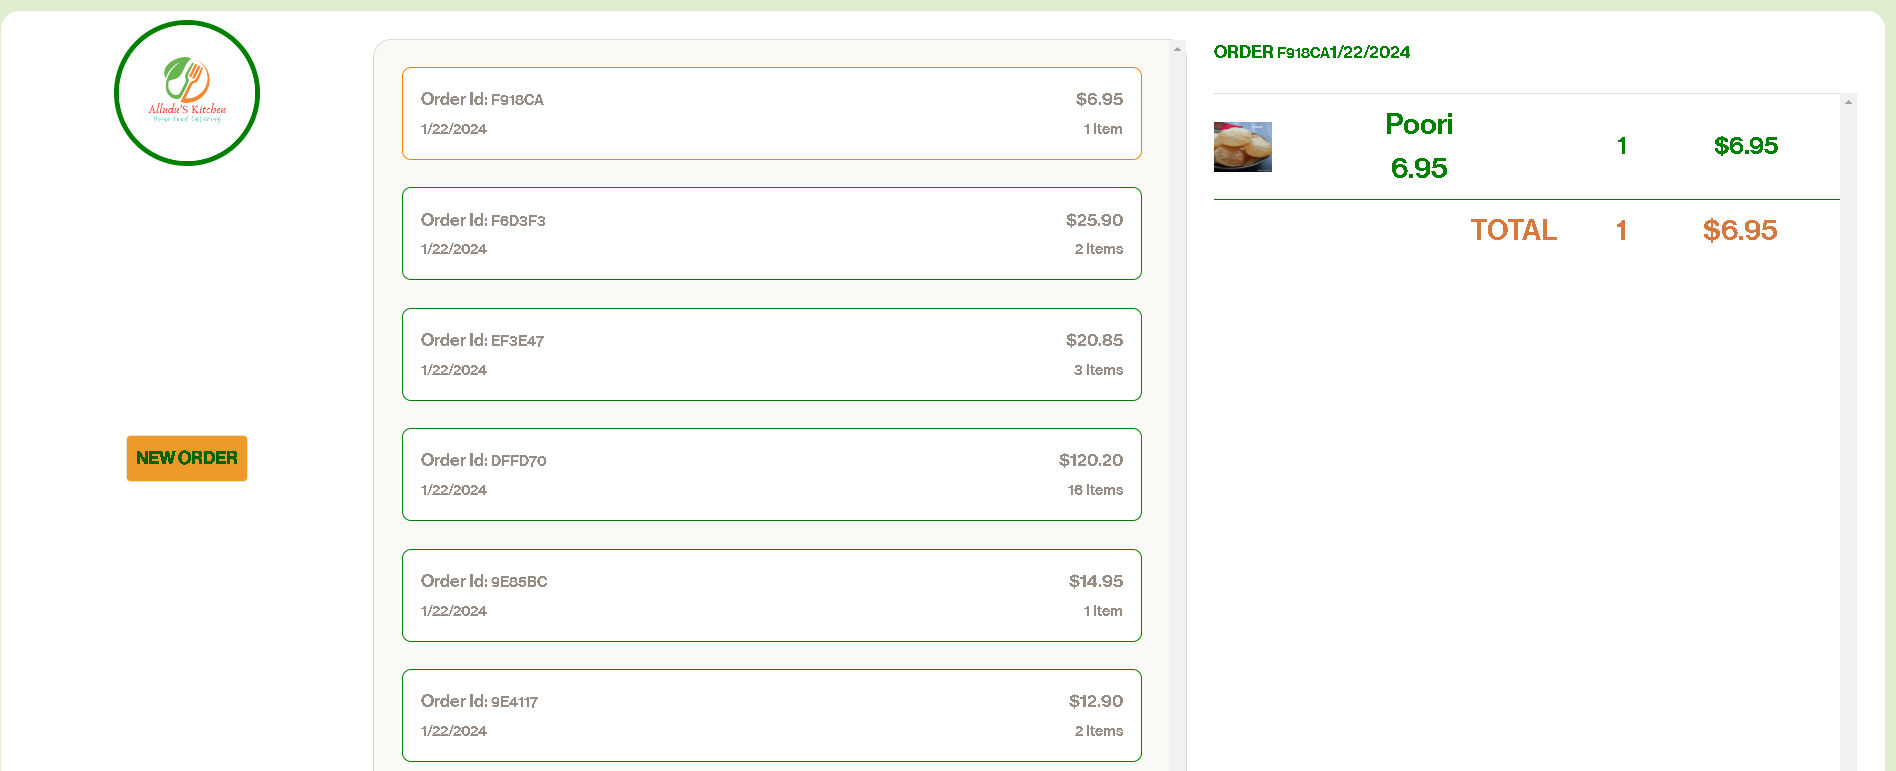 Alludu'S Kitchen
Home Food Catering
NEW ORDER
Order Id: F918CA $6.95
1/22/2024 1 Item
Order Id: F6D3F3 $25.90
1/22/2024 2 Items
Order Id: EF3E47 $20.85
1/22/2024 3 Items
Order Id: DFFD70 $120.20
1/22/2024 16 Items
Order Id: 9E85BC $14.95
1/22/2024 1 Item
Order Id: 9E4117 $12.90
1/22/2024 2 Items
ORDER F918CA1/22/2024
Poori
6.95
1 $6.95
TOTAL 1 $6.95